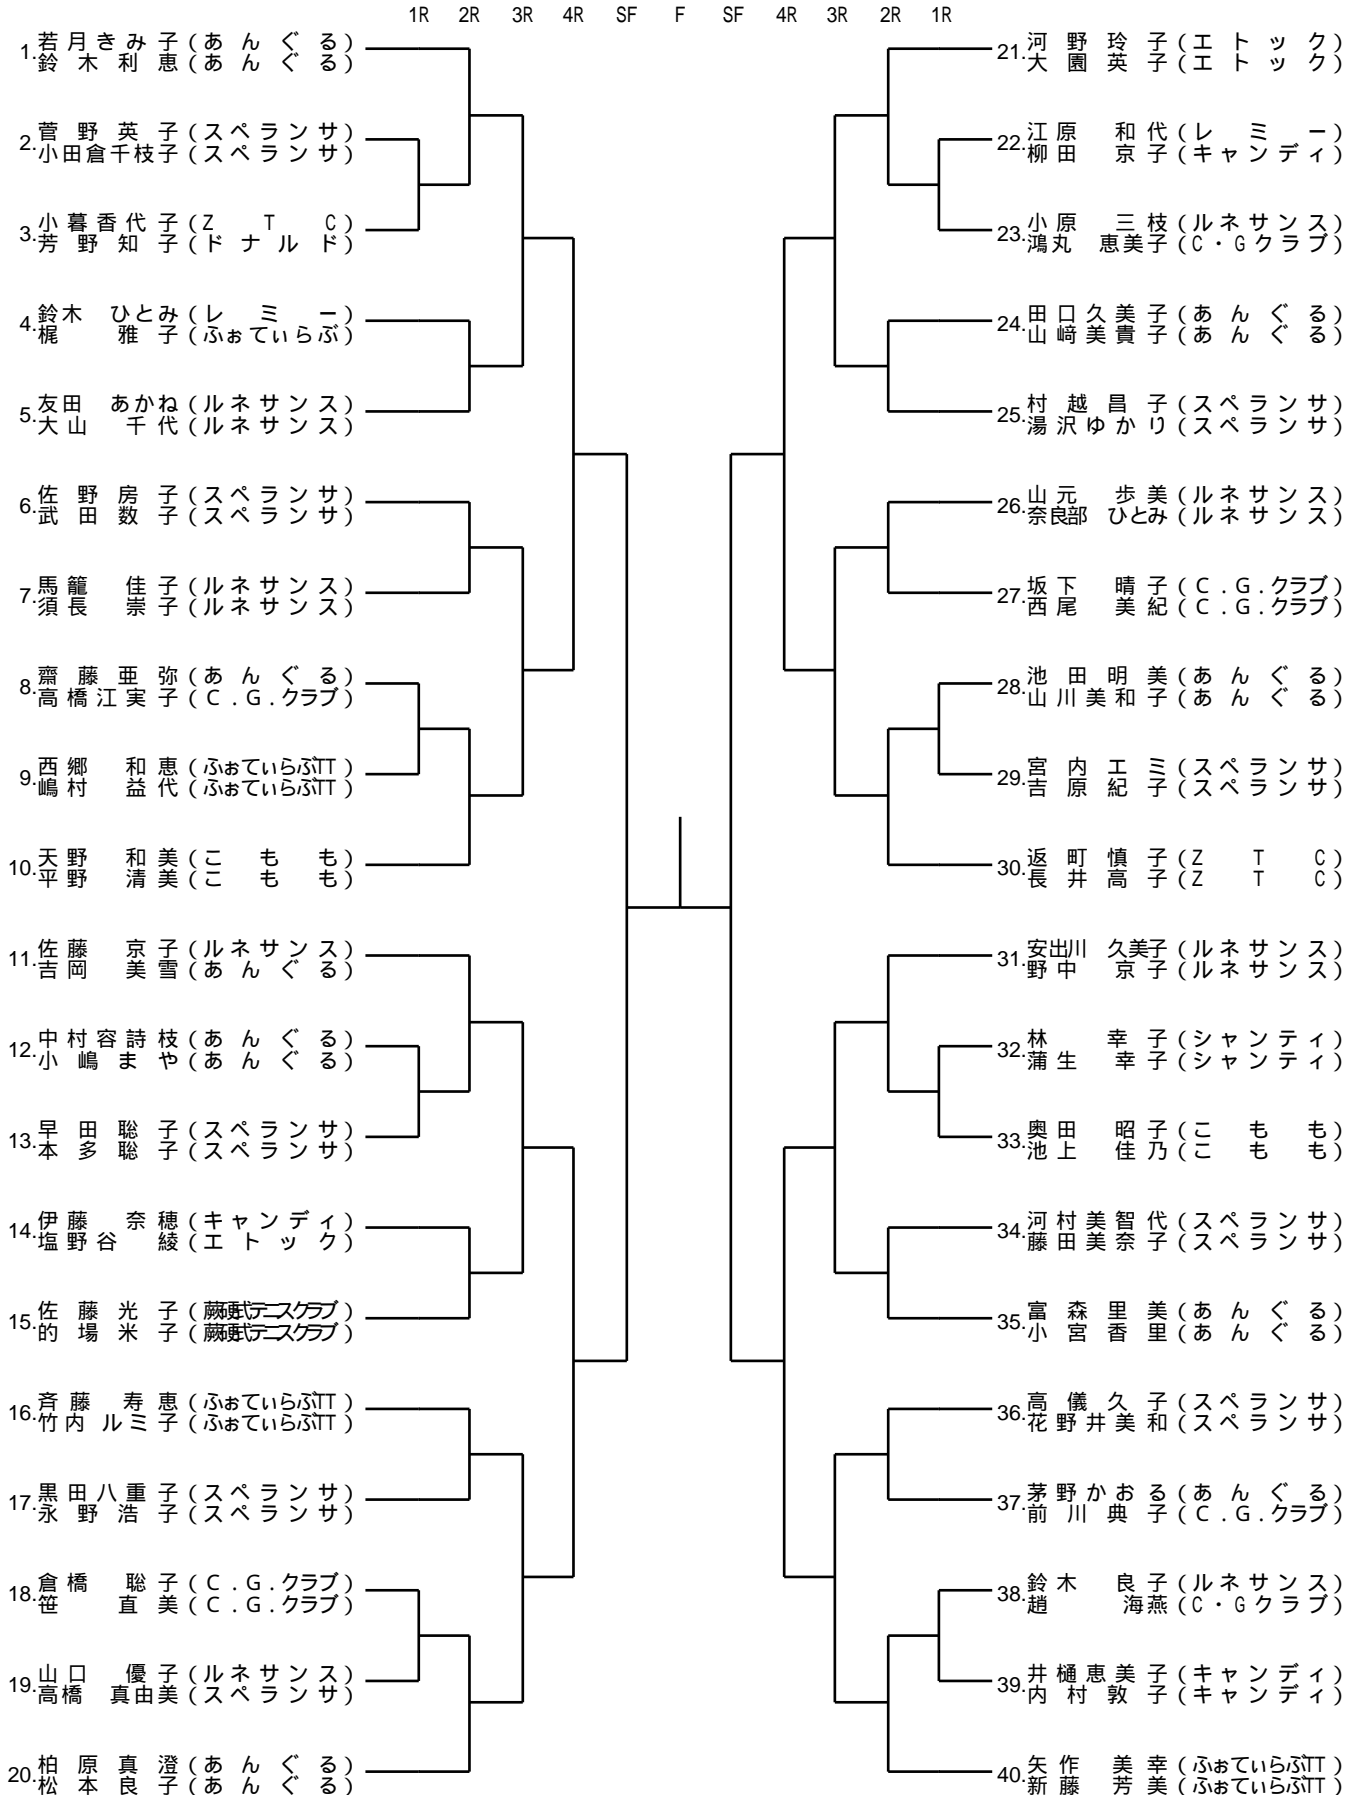 1R 2R 3R 4R SF F SF 4R 3R 2R 1R
1. 若月きみ子(あんぐる)
鈴木利恵(あんぐる)
2. 菅野英子(スペランサ)
小田倉千枝子(スペランサ)
3. 小暮香代子(ZTC)
芳野知子(ドナルド)
4. 鈴木 ひとみ(レミー)
梶 雅子(ふぉてぃらぶ)
5. 友田 あかね(ルネサンス)
大山 千代(ルネサンス)
6. 佐野房子(スペランサ)
武田数子(スペランサ)
7. 馬籠 佳子(ルネサンス)
須長 崇子(ルネサンス)
8. 齋藤亜弥(あんぐる)
高橋江実子(C.G.クラブ)
9. 西郷 和恵(ふぉてぃらぶTT)
嶋村 益代(ふぉてぃらぶTT)
10. 天野 和美(こもも)
平野 清美(こもも)
11. 佐藤 京子(ルネサンス)
吉岡 美雪(あんぐる)
12. 中村容詩枝(あんぐる)
小嶋まや(あんぐる)
13. 早田聡子(スペランサ)
本多聡子(スペランサ)
14. 伊藤 奈穂(キャンディ)
塩野谷 綾(エトック)
15. 佐藤光子(蕨硬式テニスクラブ)
的場米子(蕨硬式テニスクラブ)
16. 斉藤 寿恵(ふぉてぃらぶTT)
竹内 ルミ子(ふぉてぃらぶTT)
17. 黒田八重子(スペランサ)
永野浩子(スペランサ)
18. 倉橋 聡子(C.G.クラブ)
笹 直美(C.G.クラブ)
19. 山口 優子(ルネサンス)
高橋 真由美(スペランサ)
20. 柏原真澄(あんぐる)
松本良子(あんぐる)
21. 河野玲子(エトック)
大園英子(エトック)
22. 江原 和代(レミー)
柳田 京子(キャンディ)
23. 小原 三枝(ルネサンス)
鴻丸 恵美子(C・Gクラブ)
24. 田口久美子(あんぐる)
山﨑美貴子(あんぐる)
25. 村越昌子(スペランサ)
湯沢ゆかり(スペランサ)
26. 山元 歩美(ルネサンス)
奈良部 ひとみ(ルネサンス)
27. 坂下 晴子(C.G.クラブ)
西尾 美紀(C.G.クラブ)
28. 池田明美(あんぐる)
山川美和子(あんぐる)
29. 宮内エミ(スペランサ)
吉原紀子(スペランサ)
30. 返町慎子(ZTC)
長井高子(ZTC)
31. 安出川 久美子(ルネサンス)
野中 京子(ルネサンス)
32. 林 幸子(シャンティ)
蒲生 幸子(シャンティ)
33. 奥田 昭子(こもも)
池上 佳乃(こもも)
34. 河村美智代(スペランサ)
藤田美奈子(スペランサ)
35. 富森里美(あんぐる)
小宮香里(あんぐる)
36. 高儀久子(スペランサ)
花野井美和(スペランサ)
37. 茅野かおる(あんぐる)
前川典子(C.G.クラブ)
38. 鈴木 良子(ルネサンス)
趙 海燕(C・Gクラブ)
39. 井樋恵美子(キャンディ)
内村敦子(キャンディ)
40. 矢作 美幸(ふぉてぃらぶTT)
新藤 芳美(ふぉてぃらぶTT)